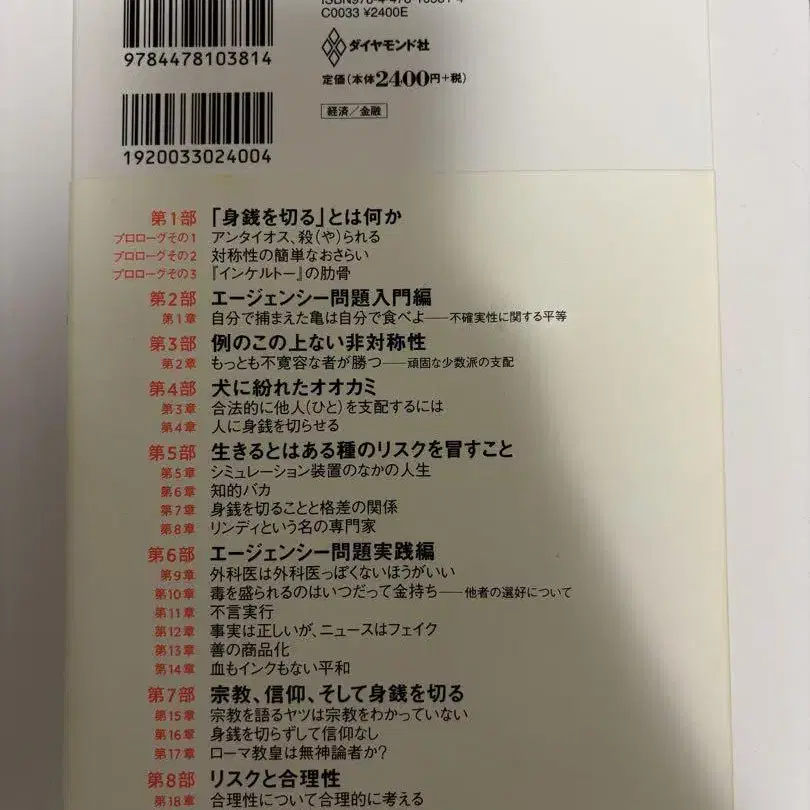 9784478103814
C0033 ¥2400E
ダイヤモンド社
定価(本体2400円+税)
経済/金融
1920033024004
第1部 「身銭を切る」とは何か
プロローグその1 アンタイオス、殺(や)られる
プロローグその2 対称性の簡単なおさらい
プロローグその3 『インケルトー』の肋骨
第2部 エージェンシー問題入門編
第1章 自分で捕まえた亀は自分で食べよ──不確実性に関する平等
第3部 例のこの上ない非対称性
第2章 もっとも不寛容な者が勝つ──頑固な少数派の支配
第4部 犬に紛れたオオカミ
第3章 合法的に他人(ひと)を支配するには
第4章 人に身銭を切らせる
第5部 生きるとはある種のリスクを冒すこと
第5章 シミュレーション装置のなかの人生
第6章 知的バカ
第7章 身銭を切ることと格差の関係
第8章 リンディという名の専門家
第6部 エージェンシー問題実践編
第9章 外科医は外科医っぽくないほうがいい
第10章 毒を盛られるのはいつだって金持ち──他者の選好について
第11章 不言実行
第12章 事実は正しいが、ニュースはフェイク
第13章 善の商品化
第14章 血もインクもない平和
第7部 宗教、信仰、そして身銭を切る
第15章 宗教を語るヤツは宗教をわかっていない
第16章 身銭を切らずして信仰なし
第17章 ローマ教皇は無神論者か?
第8部 リスクと合理性
第18章 合理性について合理的に考える